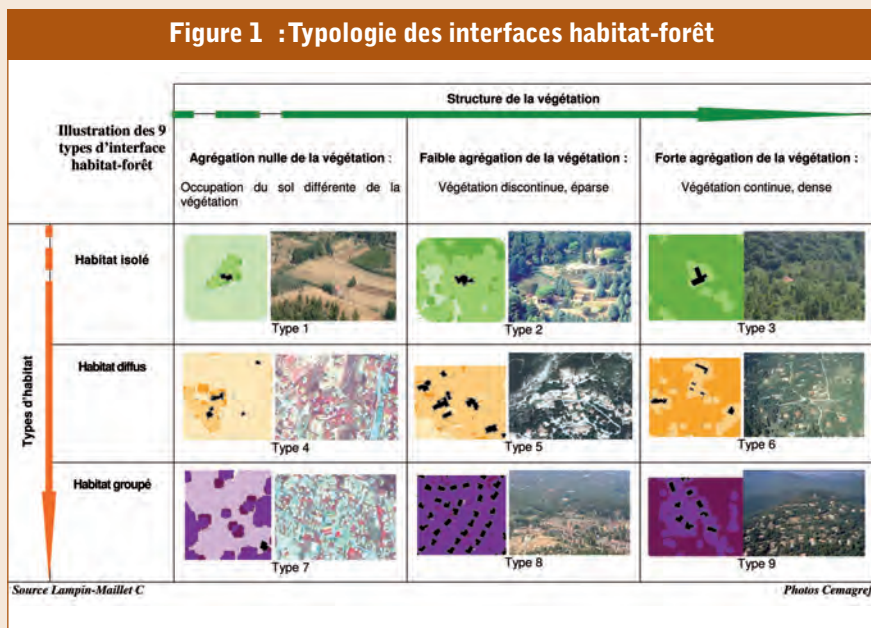 Figure 1 : Typologie des interfaces habitat-forêt
Illustration des 9
types d'interface
habitat-forêt
Structure de la végétation
Agrégation nulle de la végétation :
Occupation du sol différente de la
végétation
Faible agrégation de la végétation :
Végétation discontinue, éparse
Forte agrégation de la végétation :
Végétation continue, dense
Types d'habitat
Habitat isolé
Type 1
Type 2
Type 3
Habitat diffus
Type 4
Type 5
Type 6
Habitat groupé
Type 7
Type 8
Type 9
Source Lampin-Maillet C
Photos Cemagref